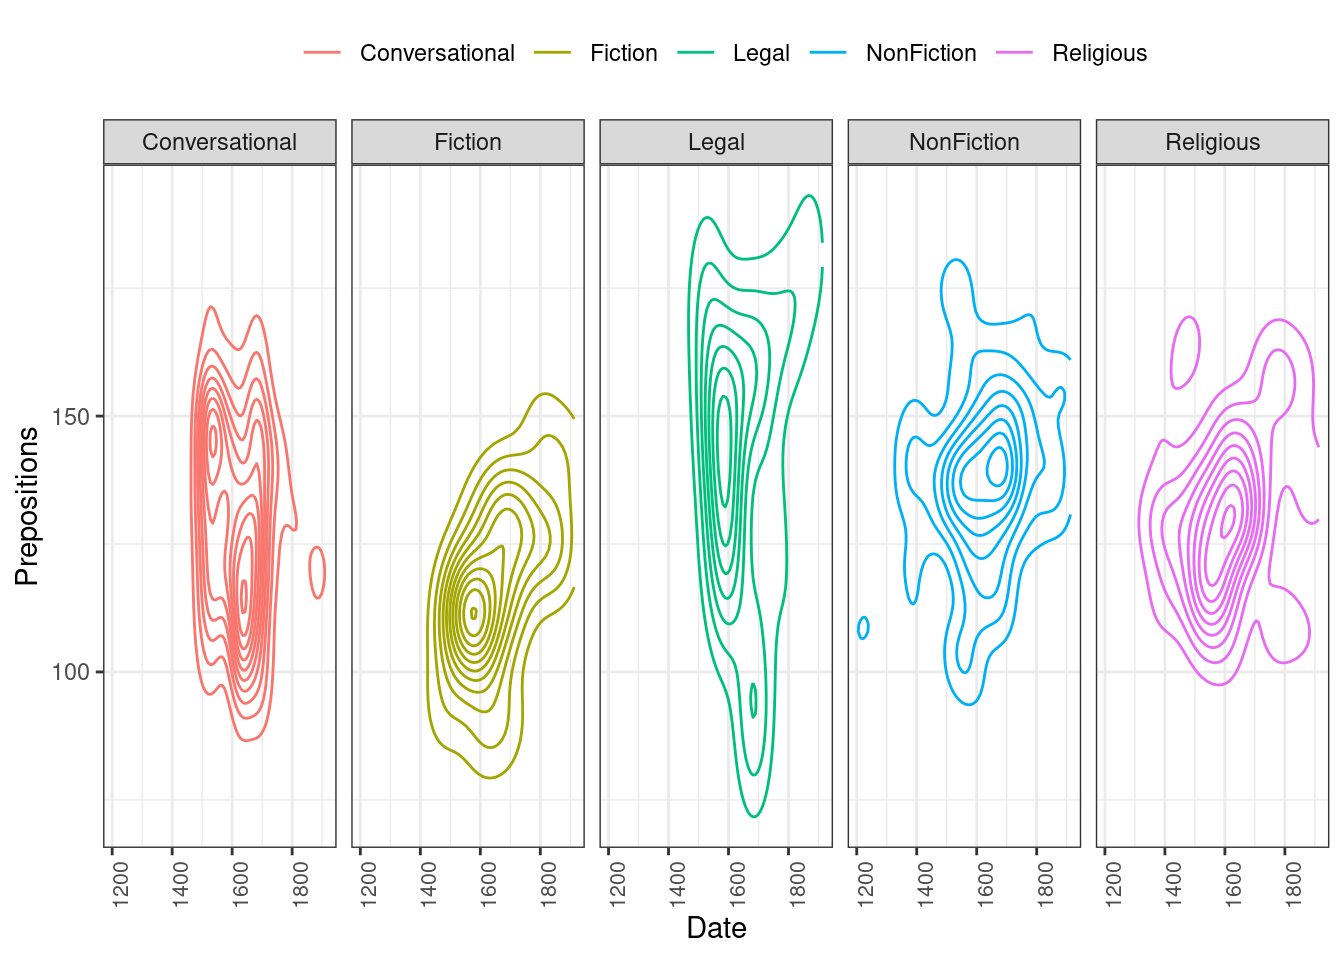 Conversational Fiction Legal NonFiction Religious
Conversational Fiction Legal NonFiction Religious
150
100
Prepositions
1200 1400 1600 1800 1200 1400 1600 1800 1200 1400 1600 1800 1200 1400 1600 1800 1200 1400 1600 1800
Date